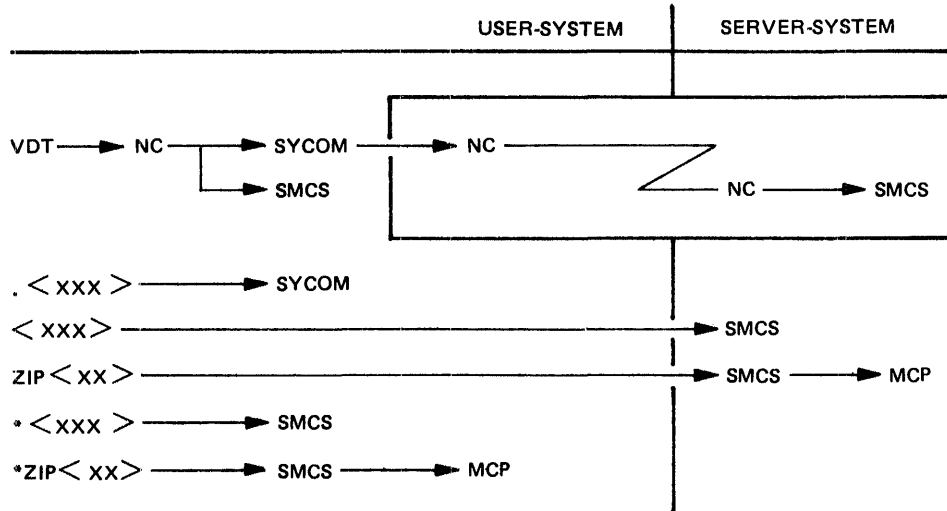 USER-SYSTEM SERVER-SYSTEM
VDT NC SYCOM NC
SMCS NC SMCS
. < xxx > SYCOM
< xxx > SMCS
ZIP < xx > SMCS MCP
* < xxx > SMCS
*ZIP < xx > SMCS MCP